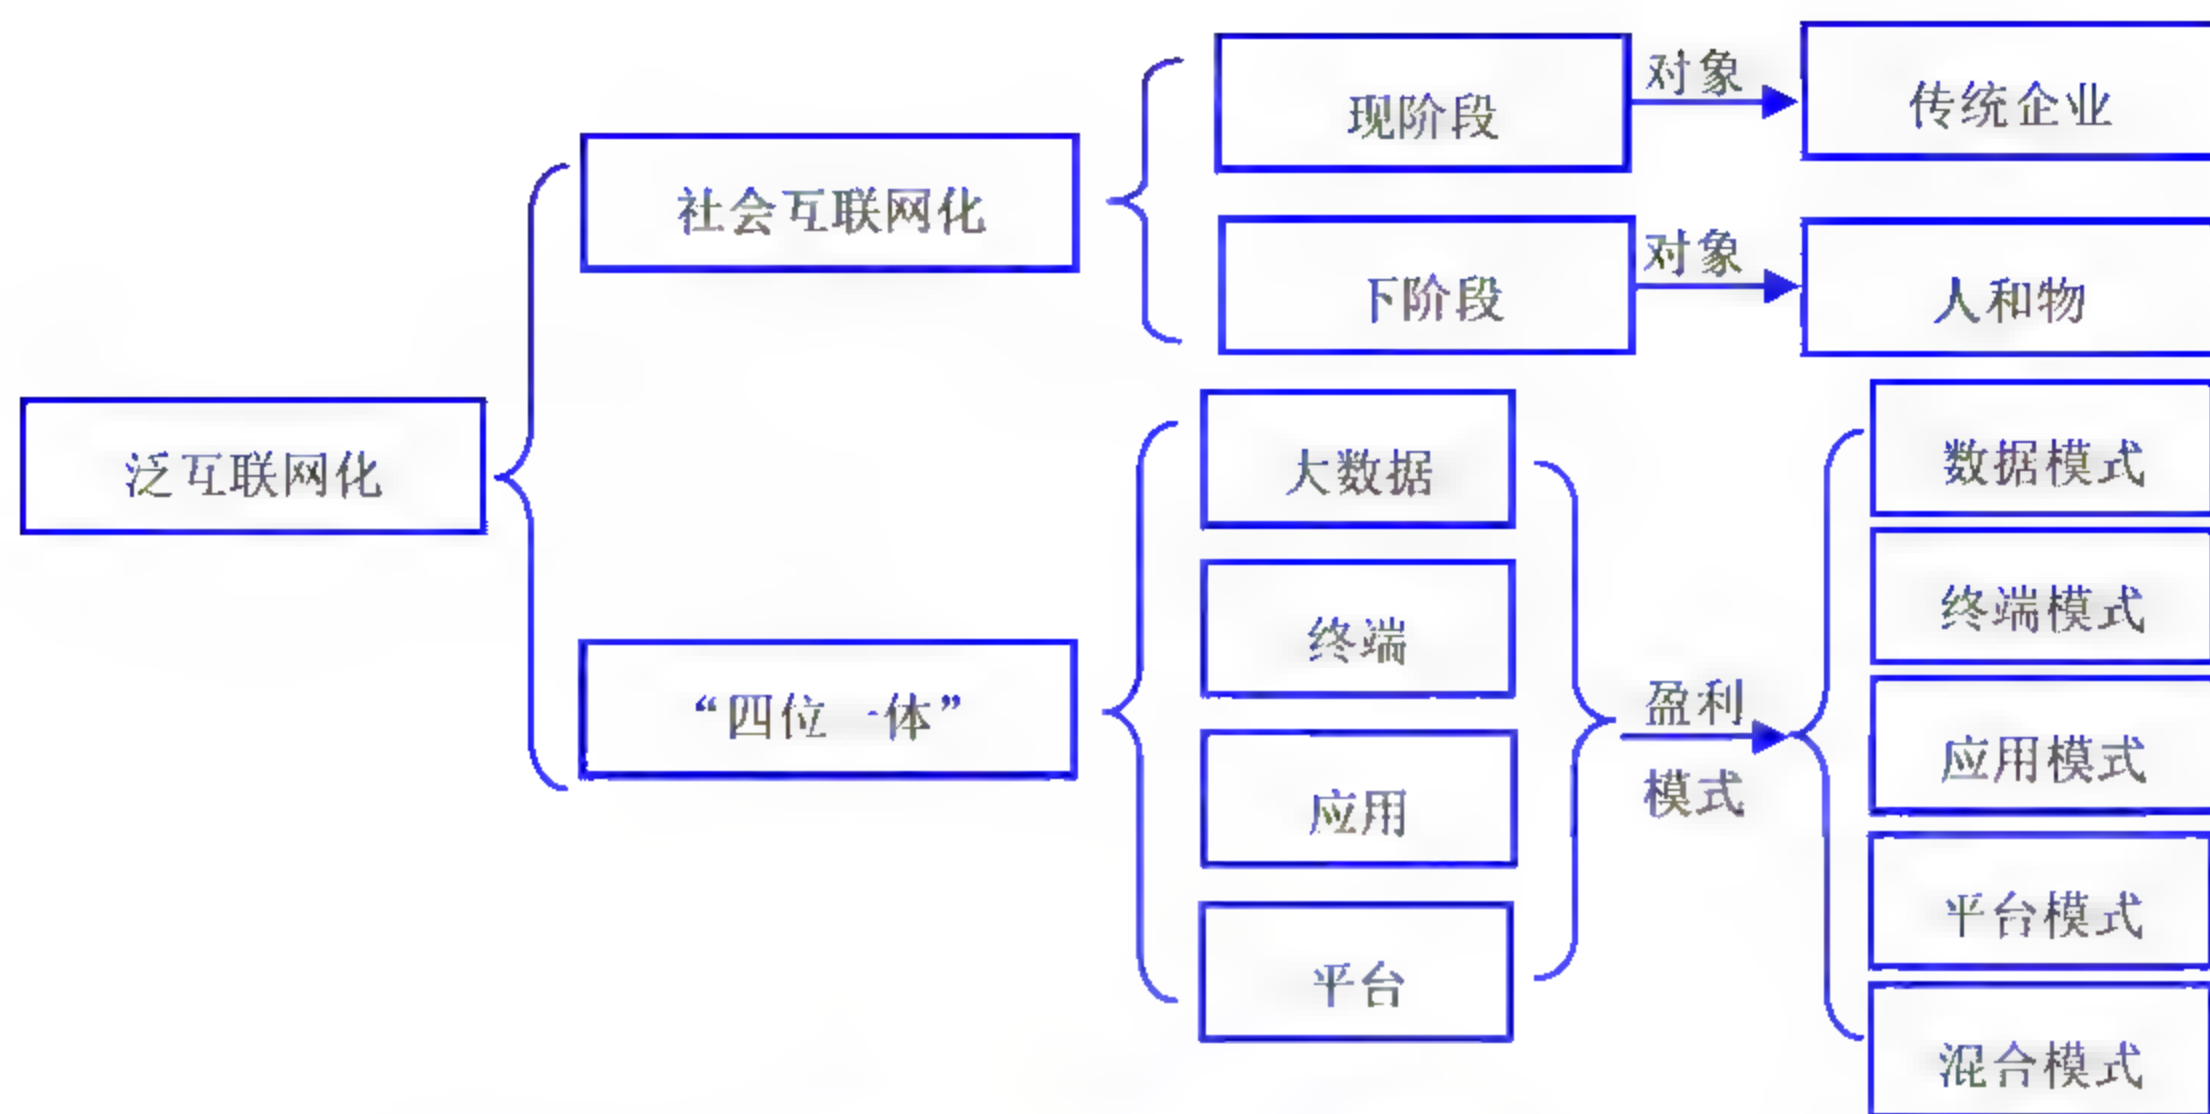 泛互联网化
社会互联网化
现阶段
对象
传统企业
下阶段
对象
人和物
“四位一体”
大数据
终端
应用
平台
盈利
模式
数据模式
终端模式
应用模式
平台模式
混合模式